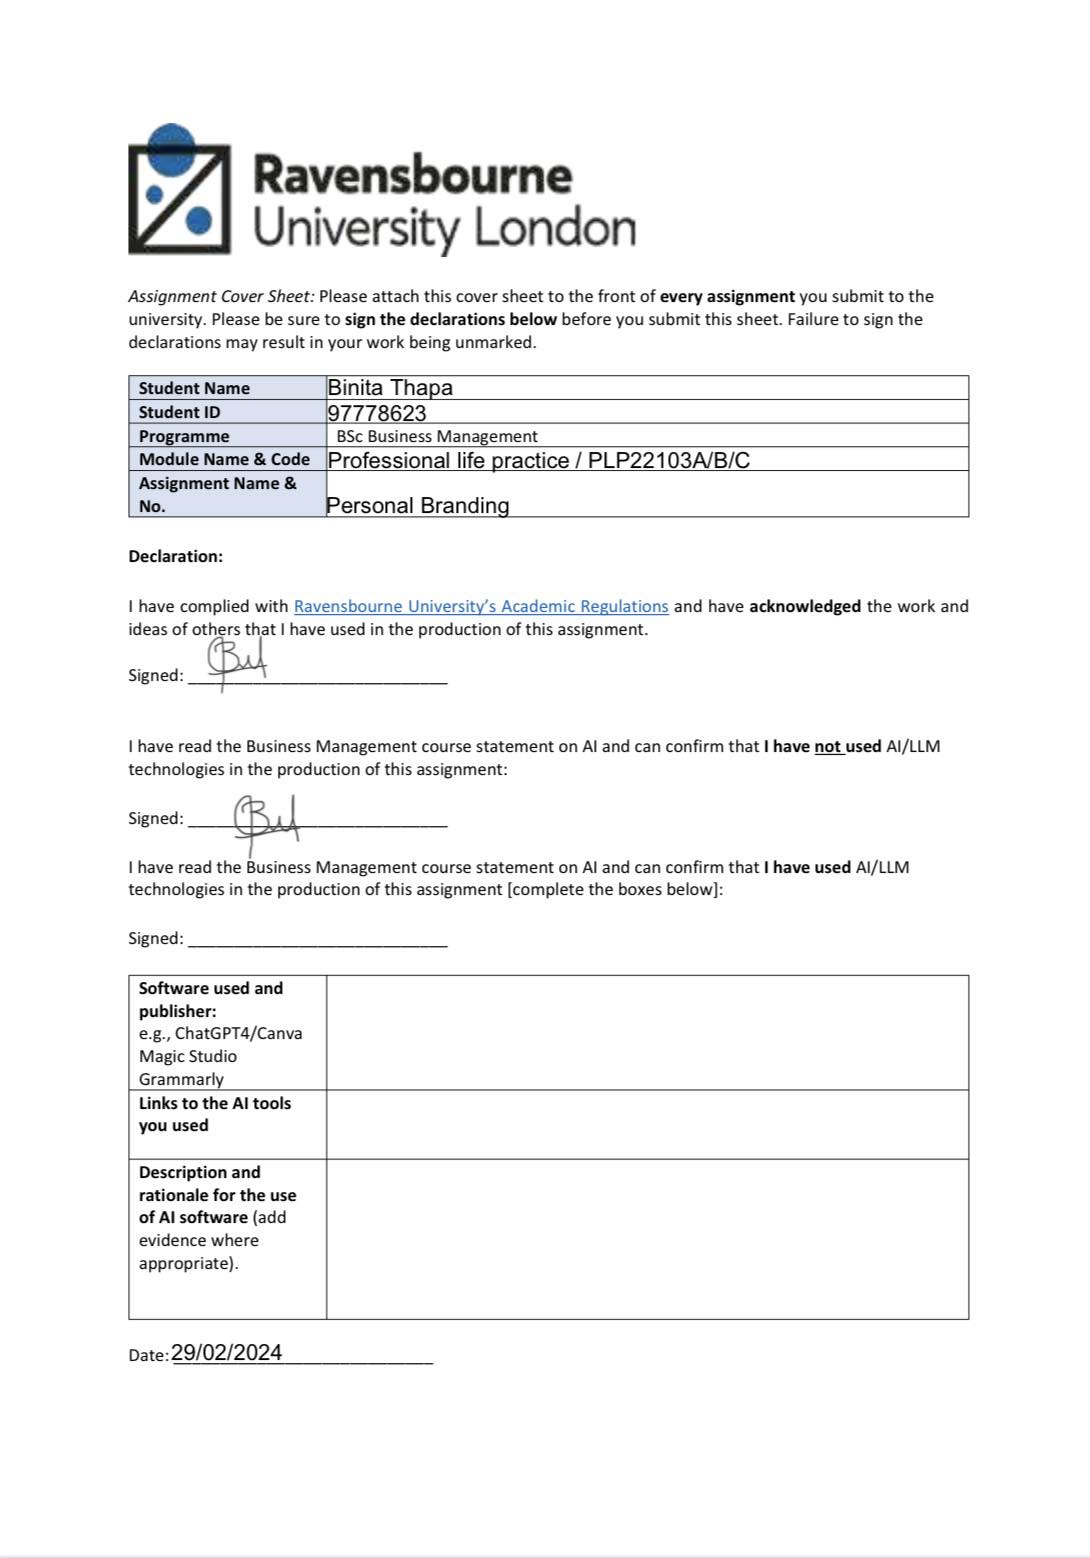 Ravensbourne
University London
Assignment Cover Sheet: Please attach this cover sheet to the front of every assignment you submit to the
university. Please be sure to sign the declarations below before you submit this sheet. Failure to sign the
declarations may result in your work being unmarked.
Student Name Binita Thapa
Student ID 97778623
Programme BSc Business Management
Module Name & Code Professional life practice / PLP22103A/B/C
Assignment Name &
No. Personal Branding
Declaration:
I have complied with Ravensbourne University's Academic Regulations and have acknowledged the work and
ideas of others that I have used in the production of this assignment.
Signed:
I have read the Business Management course statement on AI and can confirm that I have not used AI/LLM
technologies in the production of this assignment:
Signed:
I have read the Business Management course statement on AI and can confirm that I have used AI/LLM
technologies in the production of this assignment [complete the boxes below]:
Signed:
Software used and
publisher:
e.g., ChatGPT4/Canva
Magic Studio
Grammarly
Links to the AI tools
you used
Description and
rationale for the use
of AI software (add
evidence where
appropriate).
Date: 29/02/2024